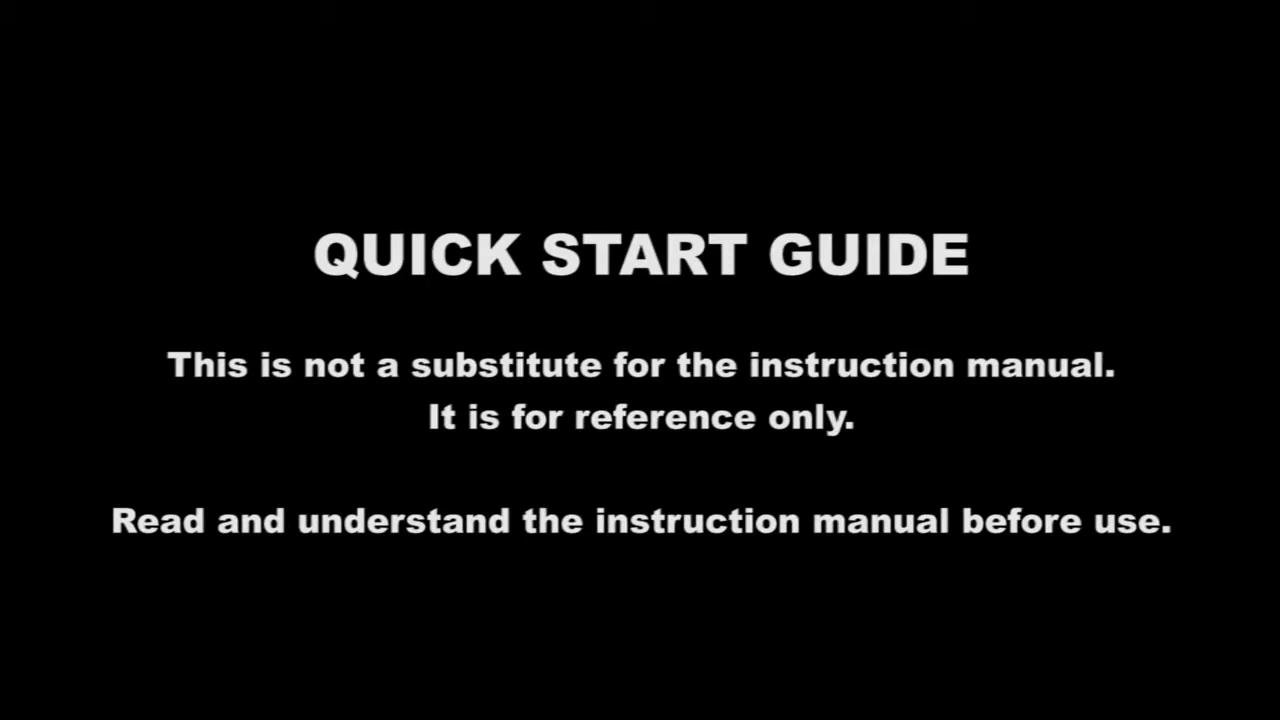 QUICK START GUIDE
This is not a substitute for the instruction manual.
It is for reference only.
Read and understand the instruction manual before use.